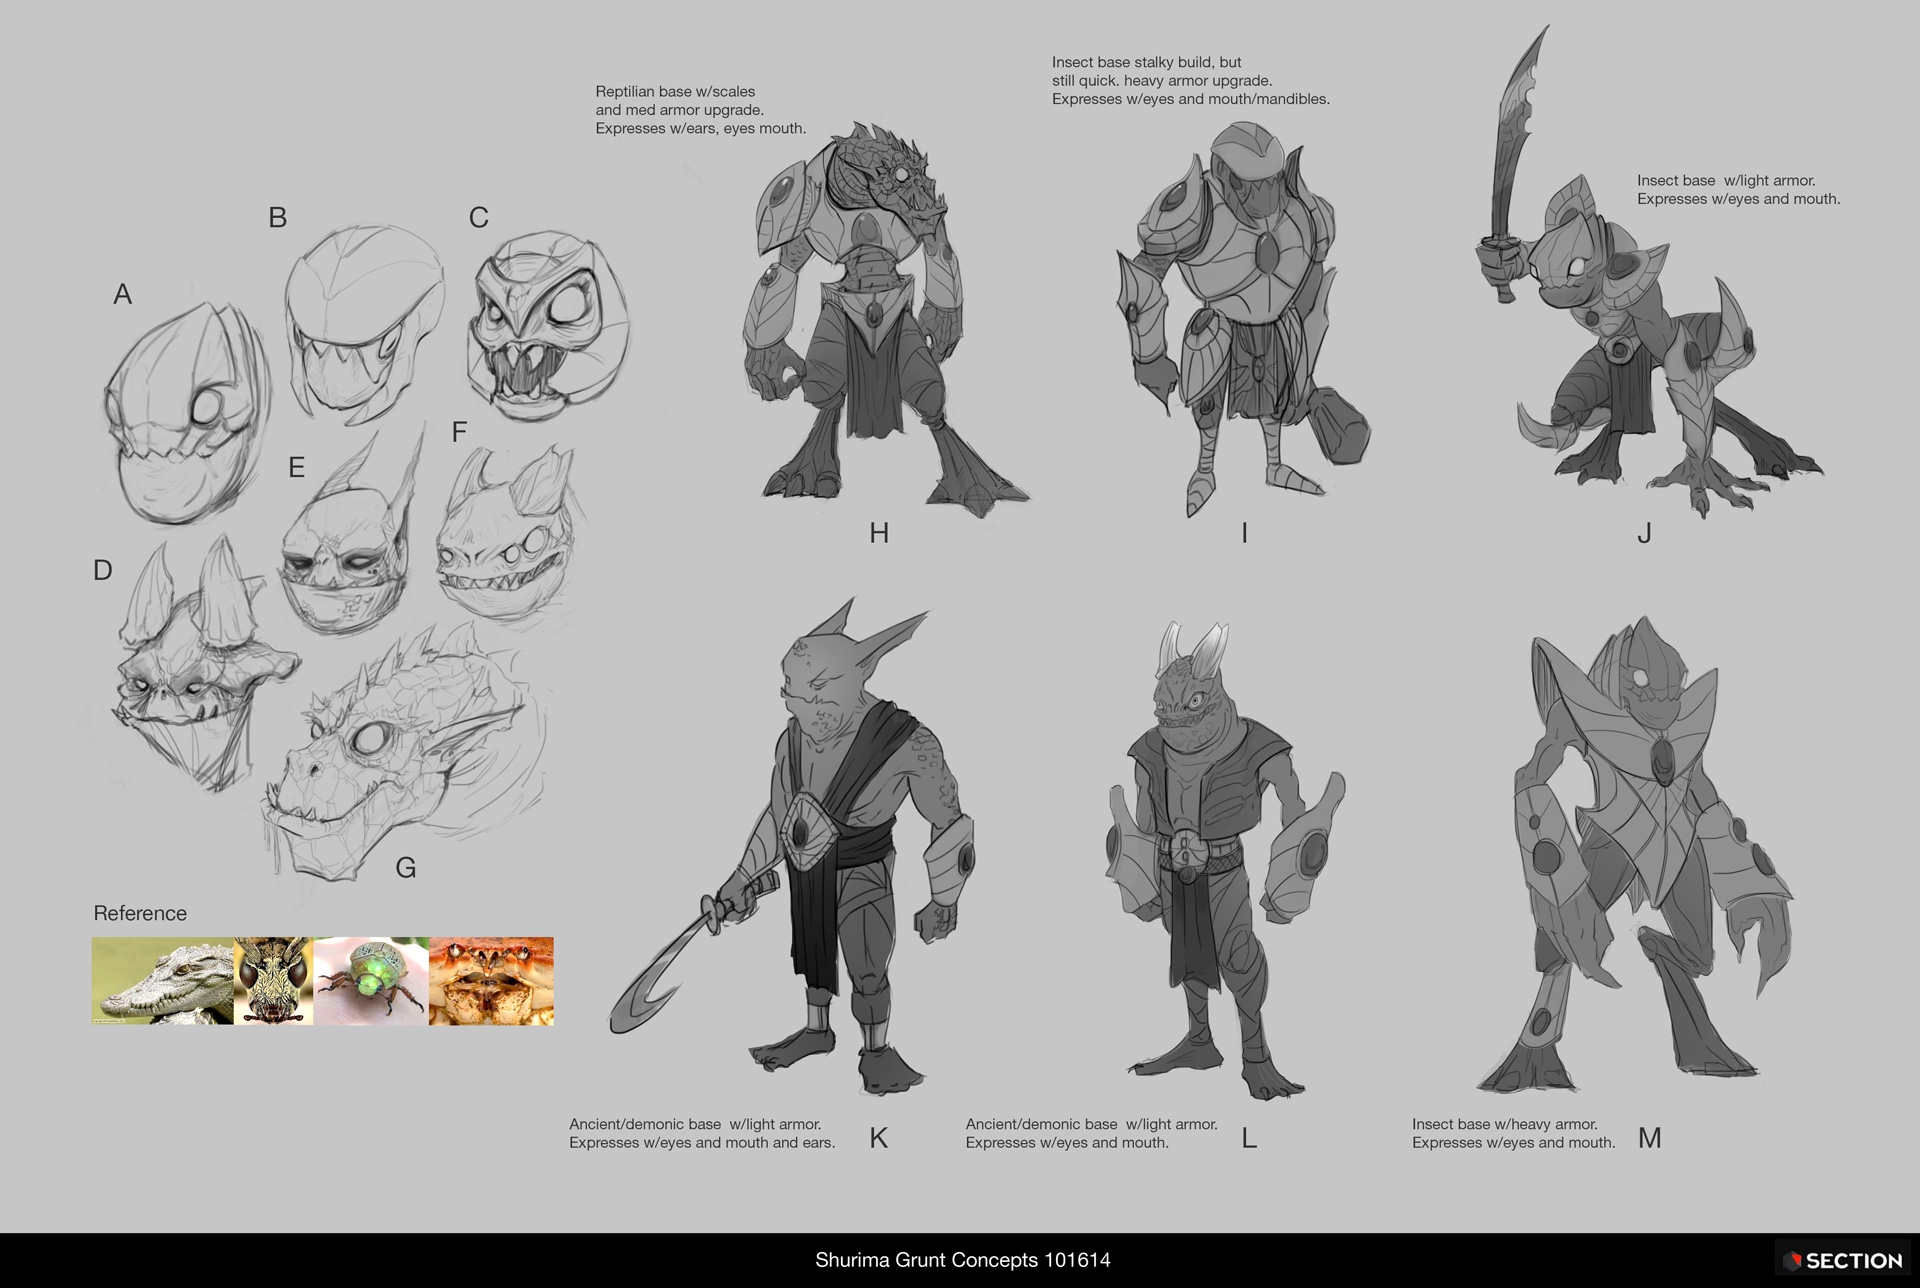 Reptilian base w/scales
and med armor upgrade.
Expresses w/ears, eyes mouth.
Insect base stalky build, but
still quick. heavy armor upgrade.
Expresses w/eyes and mouth/mandibles.
Insect base  w/light armor.
Expresses w/eyes and mouth.
A
B
C
D
E
F
G
H
I
J
Reference
Ancient/demonic base  w/light armor.
Expresses w/eyes and mouth and ears.
K
Ancient/demonic base  w/light armor.
Expresses w/eyes and mouth.
L
Insect base w/heavy armor.
Expresses w/eyes and mouth.
M
Shurima Grunt Concepts 101614
SECTION